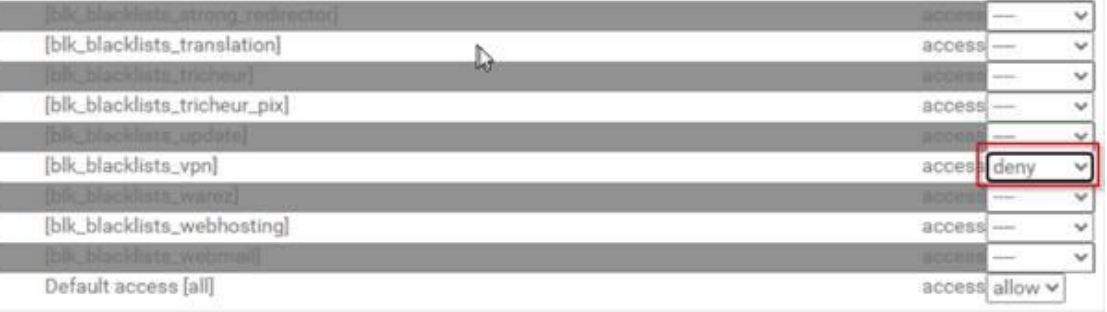 [blk_blacklists_strong_redirector] access ----
[blk_blacklists_translation] access ----
[blk_blacklists_tricheur] access ----
[blk_blacklists_tricheur_pix] access ----
[blk_blacklists_update] access ----
[blk_blacklists_vpn] access deny
[blk_blacklists_warez] access ----
[blk_blacklists_webhosting] access ----
[blk_blacklists_webmail] access ----
Default access [all] access allow